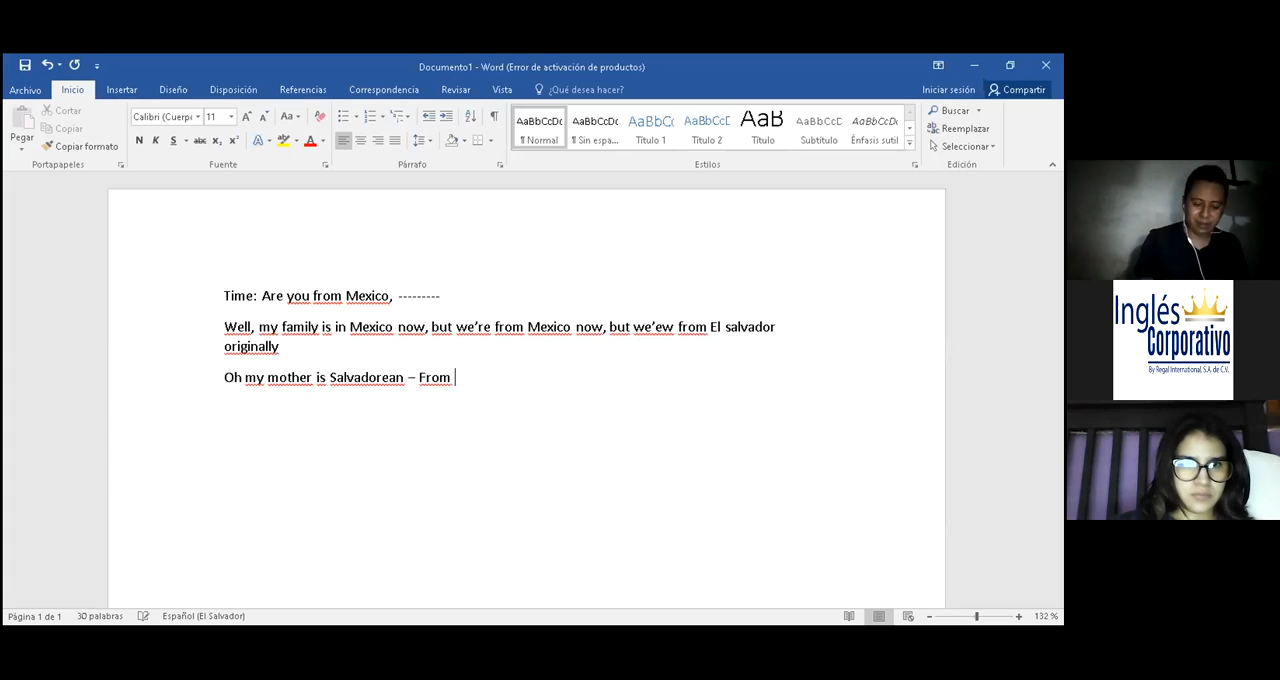 Documento1 - Word (Error de activación de productos)
Archivo Inicio Insertar Diseño Disposición Referencias Correspondencia Revisar Vista ¿Qué desea hacer? Iniciar sesión Compartir
Pegar
Cortar
Copiar
Copiar formato
Portapapeles
Calibri (Cuerpo 11
Aa
N K S abc x₂ x² A A
Fuente
Párrafo
AaBbCcDc AaBbCcDc AaBbC( AaBbCcD AaB AaBbCcD AaBbCcDc
¶ Normal ¶ Sin espa... Título 1 Título 2 Título Subtítulo Énfasis sutil
Estilos
Buscar
Reemplazar
Seleccionar
Edición
Time: Are you from Mexico, ---------
Well, my family is in Mexico now, but we’re from Mexico now, but we’ew from El salvador
originally
Oh my mother is Salvadorean – From
Página 1 de 1 30 palabras Español (El Salvador) 132 %
Inglés
Corporativo
By Regal International, S.A. de C.V.